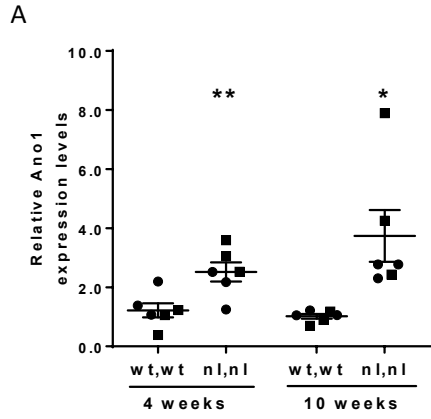 A
10.0
** *
8.0
6.0
4.0
2.0
0.0
Relative Ano1
expression levels
wt,wt nl,nl wt,wt nl,nl
4 weeks 10 weeks